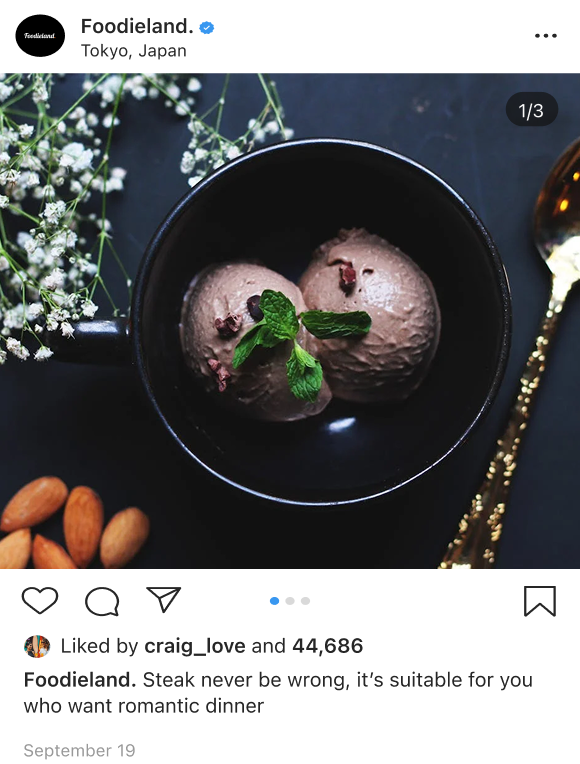 Foodieland.
Foodieland.
Tokyo, Japan
1/3
Liked by craig_love and 44,686
Foodieland. Steak never be wrong, it’s suitable for you
who want romantic dinner
September 19